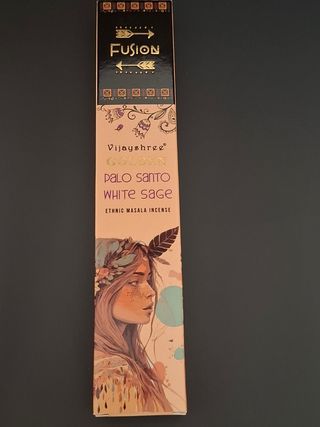 FUSION
Vijayshree®
GOLDEN
PALO SANTO
WHITE SAGE
ETHNIC MASALA INCENSE